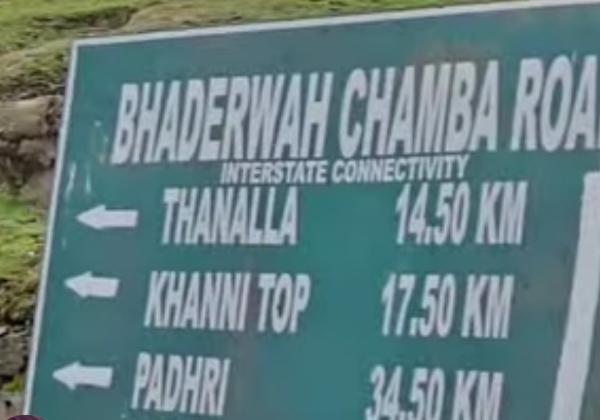 BHADERWAH CHAMBA ROA
INTERSTATE CONNECTIVITY
THANALLA 14.50 KM
KHANNI TOP 17.50 KM
PADHRI 34.50 KM